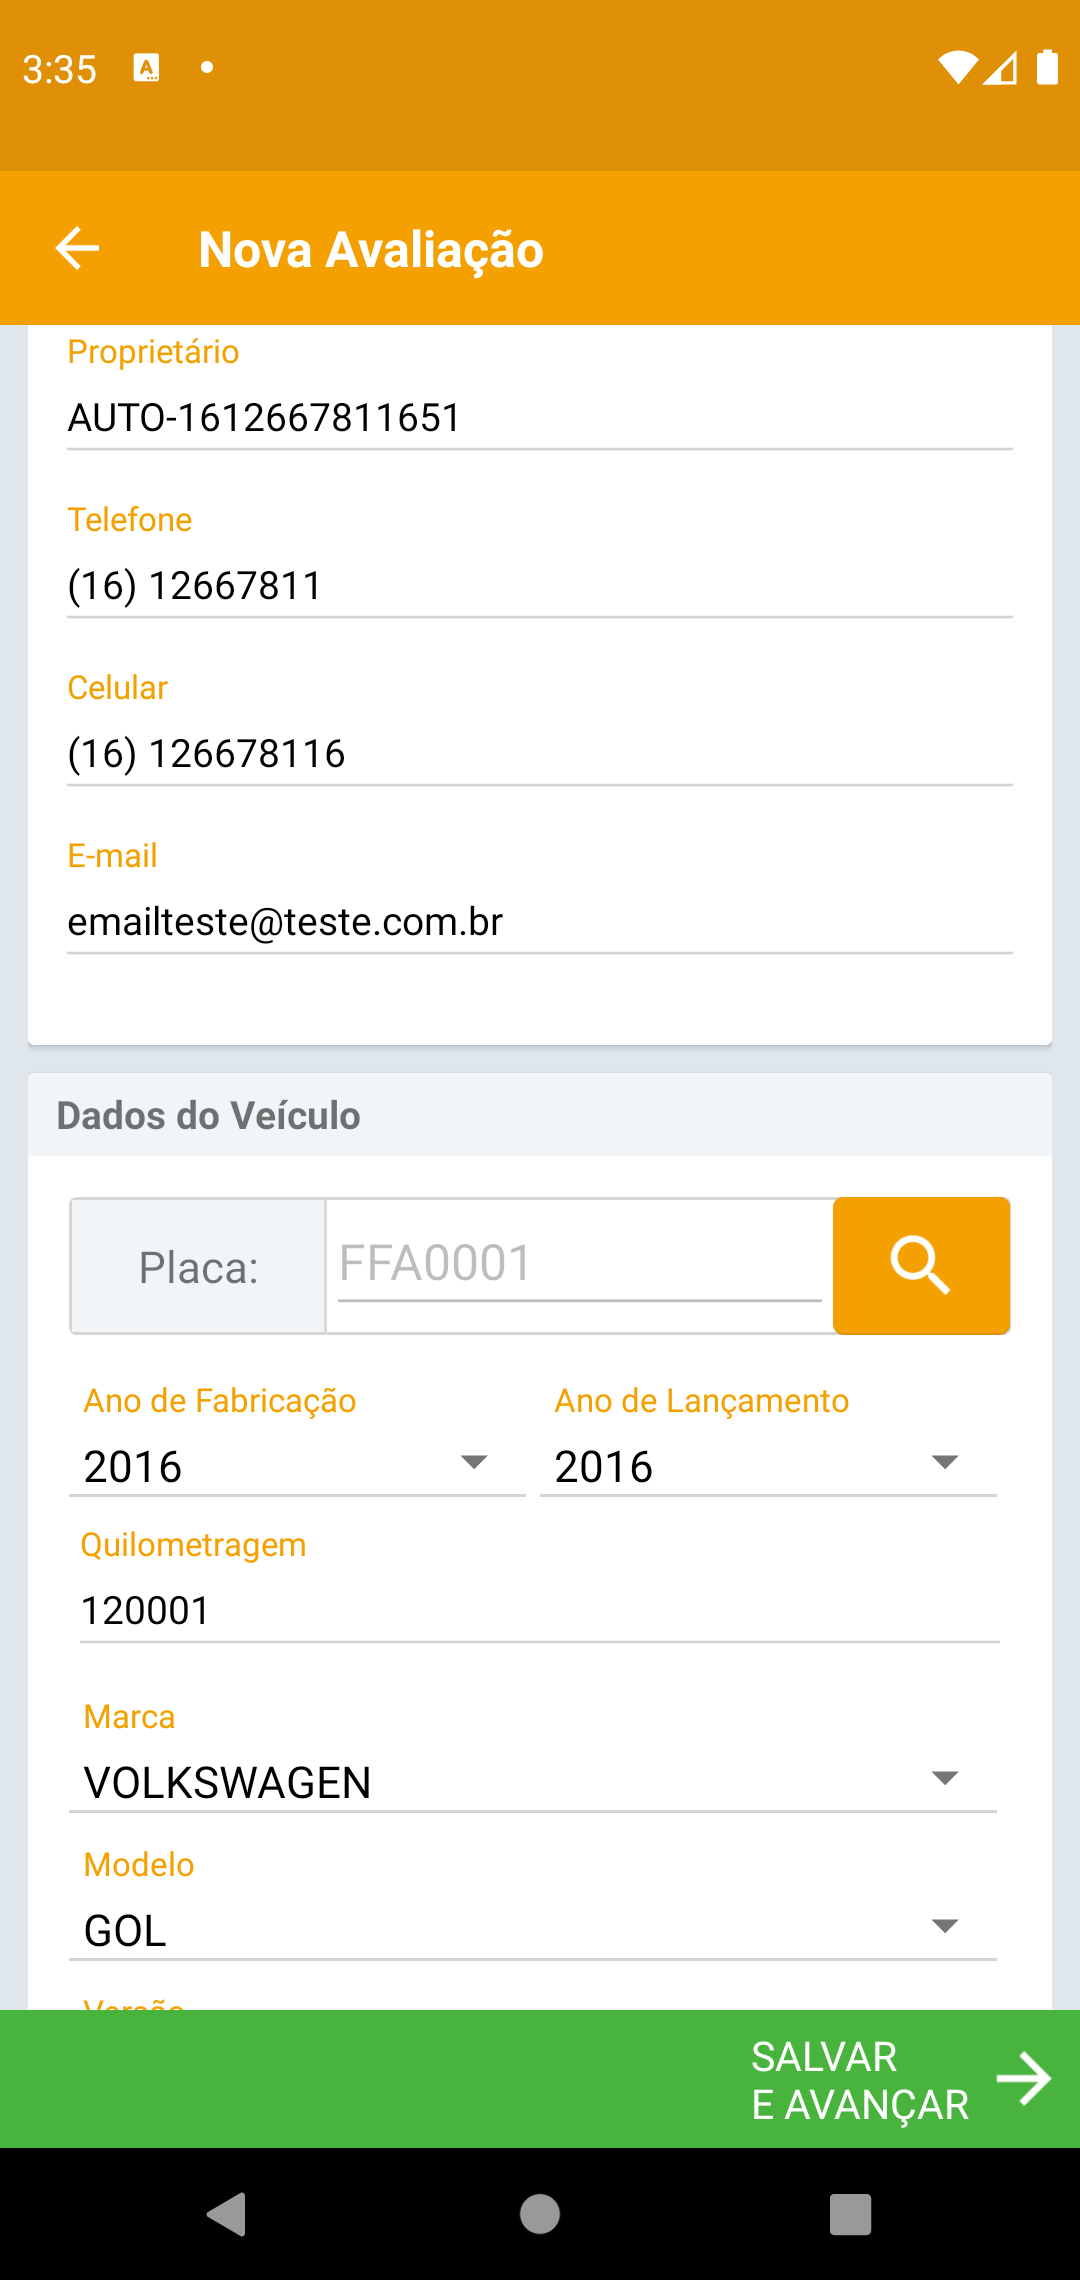 3:35
Nova Avaliação
Proprietário
AUTO-1612667811651
Telefone
(16) 12667811
Celular
(16) 126678116
E-mail
emailteste@teste.com.br
Dados do Veículo
Placa: FFA0001
Ano de Fabricação Ano de Lançamento
2016 2016
Quilometragem
120001
Marca
VOLKSWAGEN
Modelo
GOL
Versão
SALVAR
E AVANÇAR